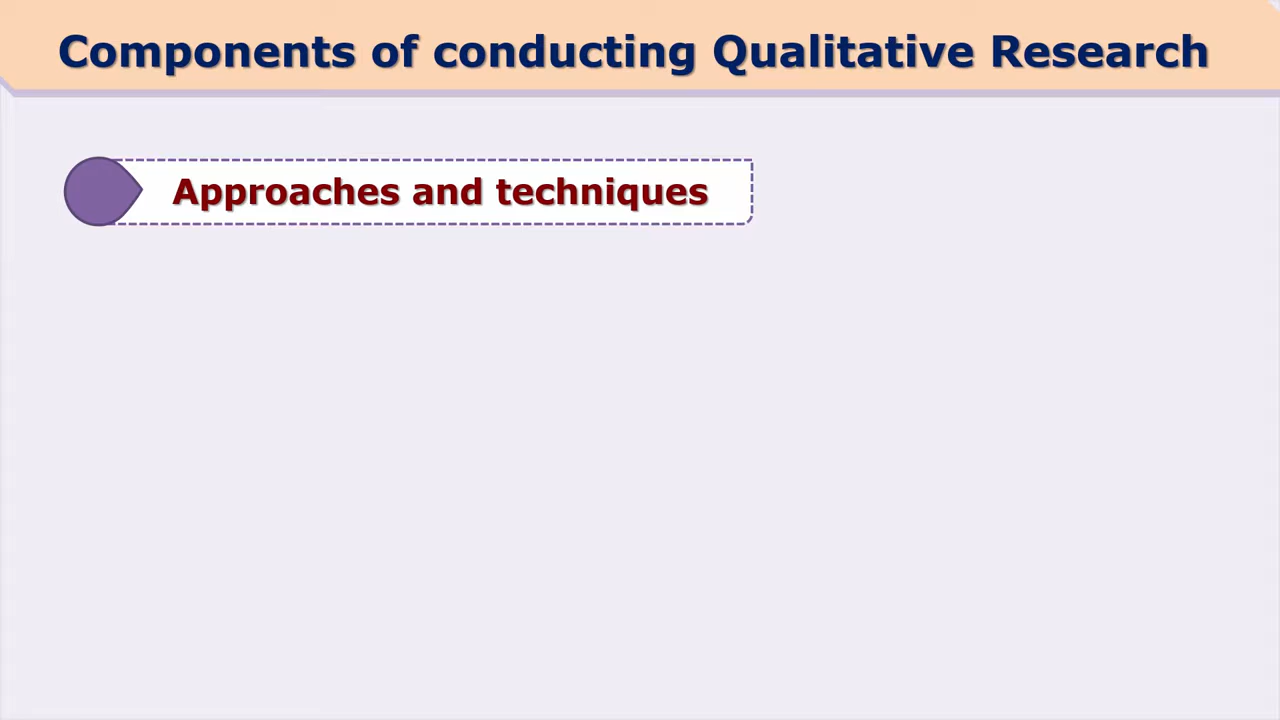 Components of conducting Qualitative Research
Approaches and techniques